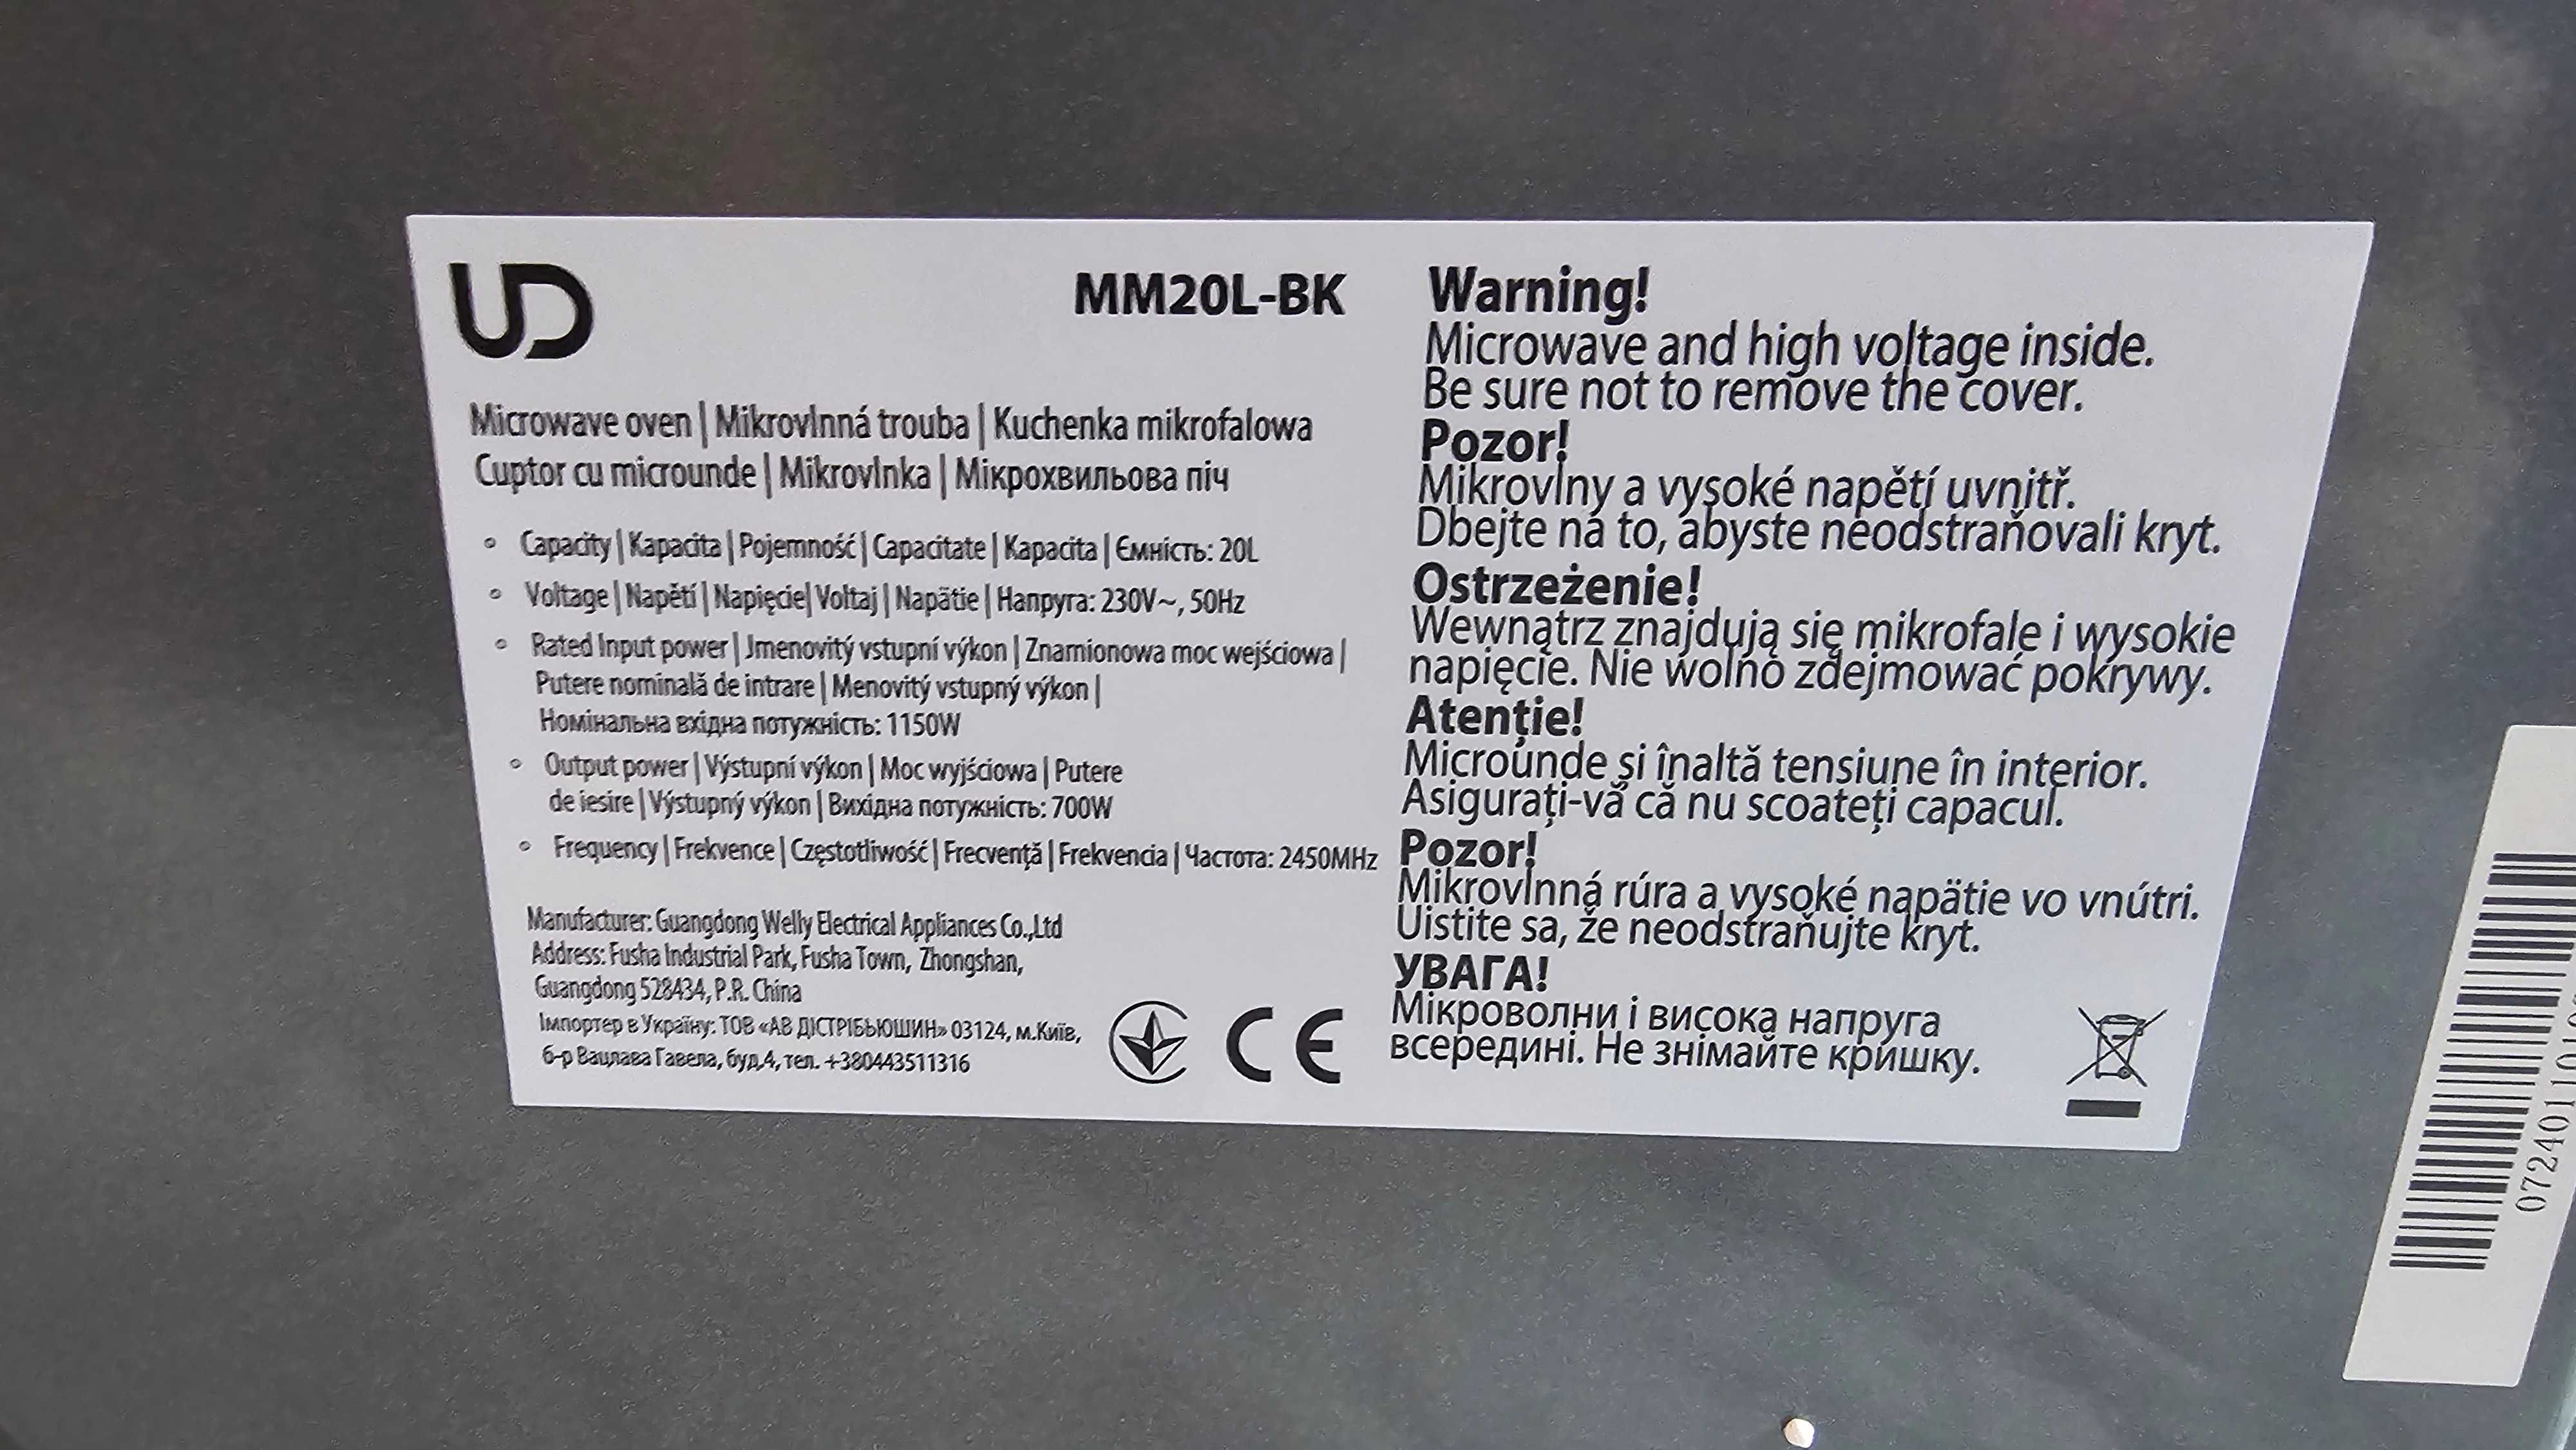 UD
MM20L-BK
Microwave oven | Mikrovlnná trouba | Kuchenka mikrofalowa
Cuptor cu microunde | Mikrovlnka | Мікрохвильова піч
° Capacity | Kapacita | Pojemność | Capacitate | Kapacita | Ємність: 20L
° Voltage | Napětí | Napięcie| Voltaj | Napätie | Напруга: 230V~, 50Hz
° Rated Input power | Jmenovitý vstupní výkon | Znamionowa moc wejściowa |
Putere nominală de intrare | Menovitý vstupný výkon |
Номінальна вхідна потужність: 1150W
° Output power | Výstupní výkon | Moc wyjściowa | Putere
de iesire | Výstupný výkon | Вихідна потужність: 700W
° Frequency | Frekvence | Częstotliwość | Frecvență | Frekvencia | Частота: 2450MHz
Manufacturer: Guangdong Welly Electrical Appliances Co.,Ltd
Address: Fusha Industrial Park, Fusha Town, Zhongshan,
Guangdong 528434, P.R. China
Імпортер в Україну: ТОВ «АВ ДІСТРІБЬЮШИН» 03124, м.Київ,
б-р Вацлава Гавела, буд.4, тел. +380443511316
CE
Warning!
Microwave and high voltage inside.
Be sure not to remove the cover.
Pozor!
Mikrovlny a vysoké napětí uvnitř.
Dbejte na to, abyste neodstraňovali kryt.
Ostrzeżenie!
Wewnątrz znajdują się mikrofale i wysokie
napięcie. Nie wolno zdejmować pokrywy.
Atenție!
Microunde și înaltă tensiune în interior.
Asigurați-vă că nu scoateți capacul.
Pozor!
Mikrovlnná rúra a vysoké napätie vo vnútri.
Uistite sa, že neodstraňujte kryt.
УВАГА!
Мікроволни і висока напруга
всередині. Не знімайте кришку.